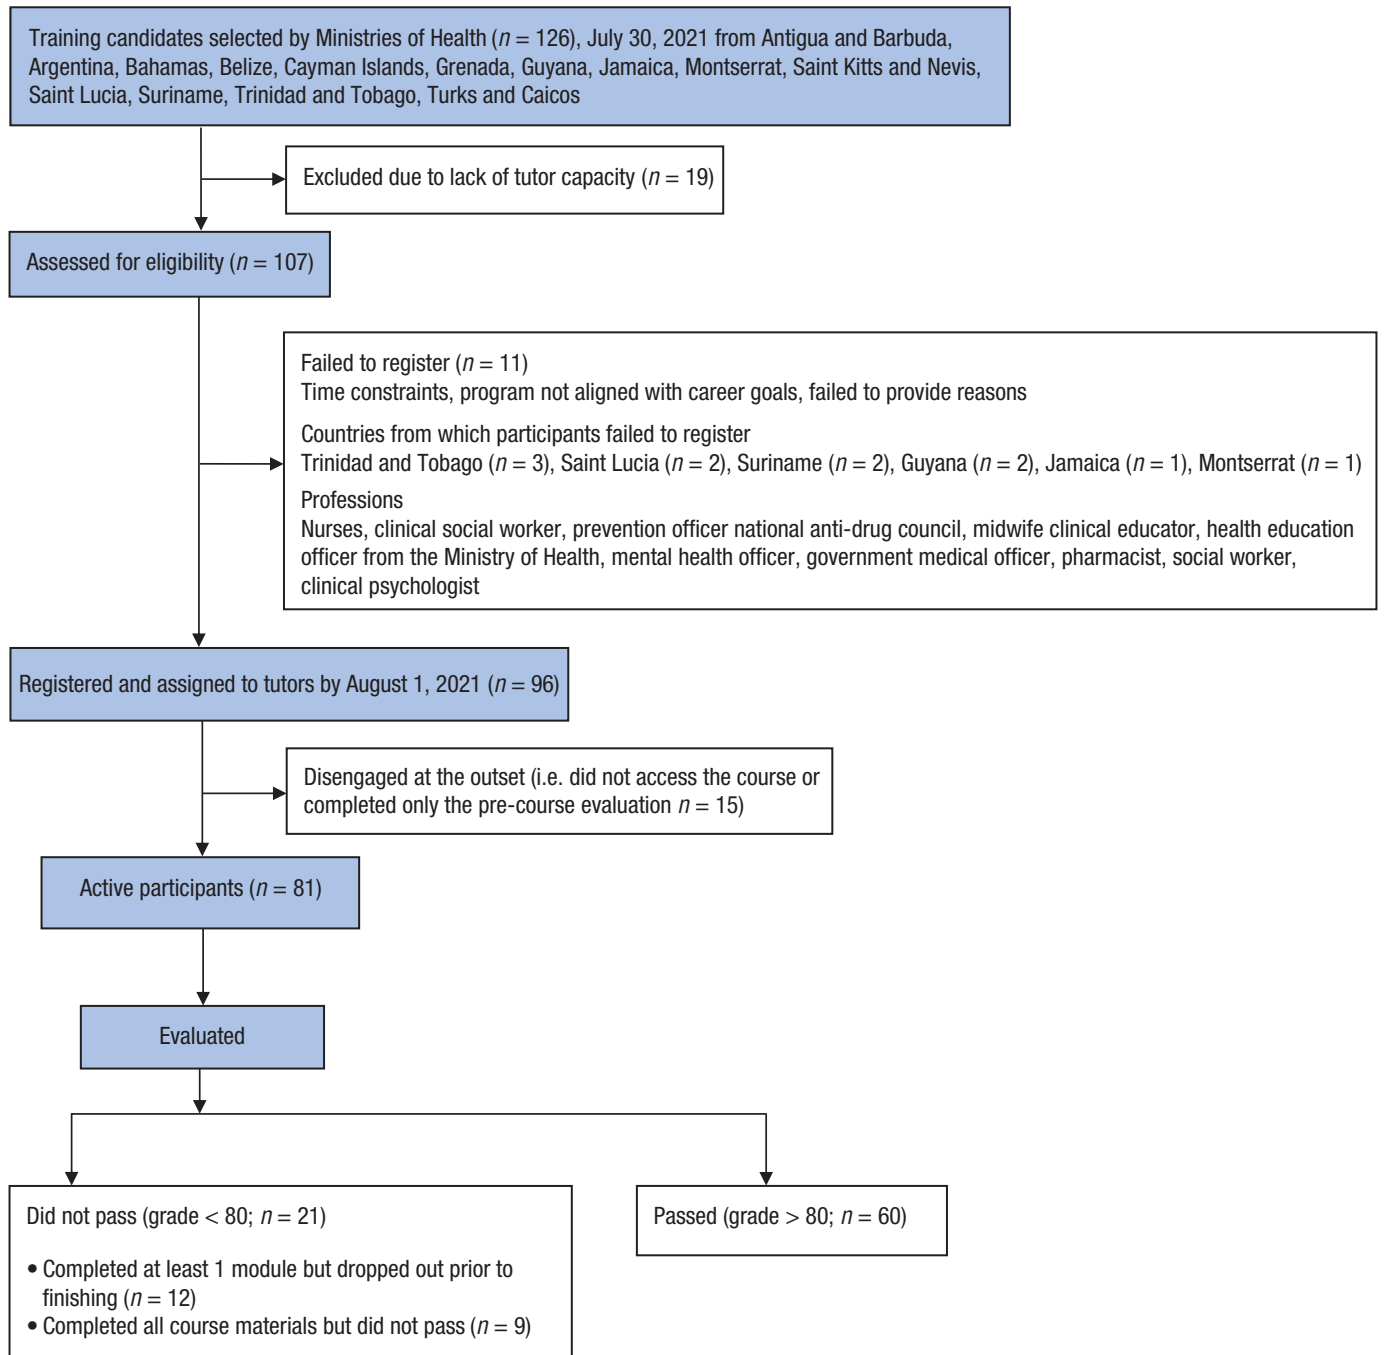 Training candidates selected by Ministries of Health (n = 126), July 30, 2021 from Antigua and Barbuda,
Argentina, Bahamas, Belize, Cayman Islands, Grenada, Guyana, Jamaica, Montserrat, Saint Kitts and Nevis,
Saint Lucia, Suriname, Trinidad and Tobago, Turks and Caicos
Excluded due to lack of tutor capacity (n = 19)
Assessed for eligibility (n = 107)
Failed to register (n = 11)
Time constraints, program not aligned with career goals, failed to provide reasons
Countries from which participants failed to register
Trinidad and Tobago (n = 3), Saint Lucia (n = 2), Suriname (n = 2), Guyana (n = 2), Jamaica (n = 1), Montserrat (n = 1)
Professions
Nurses, clinical social worker, prevention officer national anti-drug council, midwife clinical educator, health education
officer from the Ministry of Health, mental health officer, government medical officer, pharmacist, social worker,
clinical psychologist
Registered and assigned to tutors by August 1, 2021 (n = 96)
Disengaged at the outset (i.e. did not access the course or
completed only the pre-course evaluation n = 15)
Active participants (n = 81)
Evaluated
Did not pass (grade < 80; n = 21)
• Completed at least 1 module but dropped out prior to
finishing (n = 12)
• Completed all course materials but did not pass (n = 9)
Passed (grade > 80; n = 60)